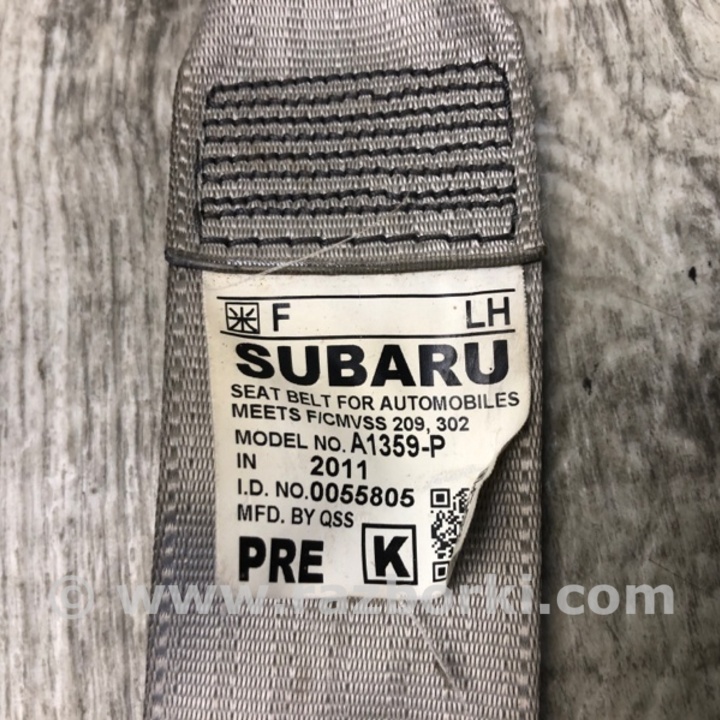 F LH
SUBARU
SEAT BELT FOR AUTOMOBILES
MEETS F/CMVSS 209, 302
MODEL NO. A1359-P
IN 2011
I.D. NO. 0055805
MFD. BY QSS
PRE K
© www.razborki.com